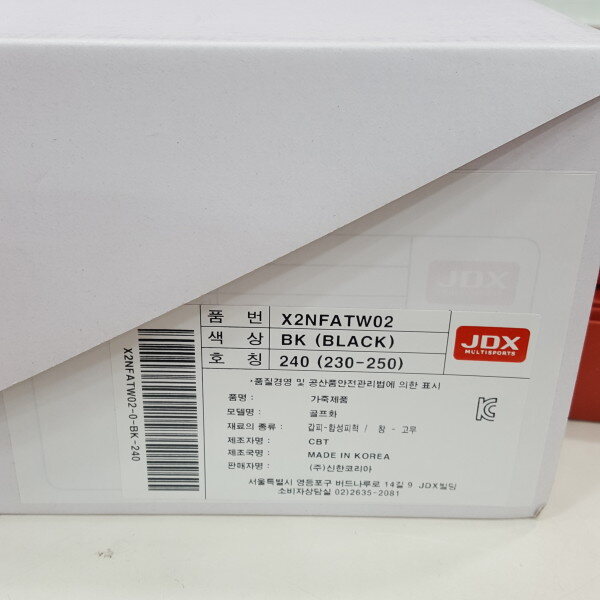 JDX
품 번 X2NFATW02
색 상 BK (BLACK)
호 칭 240 (230-250)
JDX
MULTISPORTS
·품질경영 및 공산품안전관리법에 의한 표시
품명 : 가죽제품
모델명 : 골프화
재료의 종류 : 갑피-합성피혁 / 창 - 고무
제조자명 : CBT
제조국명 : MADE IN KOREA
판매자명 : (주)신한코리아
서울특별시 영등포구 버드나루로 14길 9 JDX빌딩
소비자상담실 02)2635-2081
X2NFATW02-0-BK-240